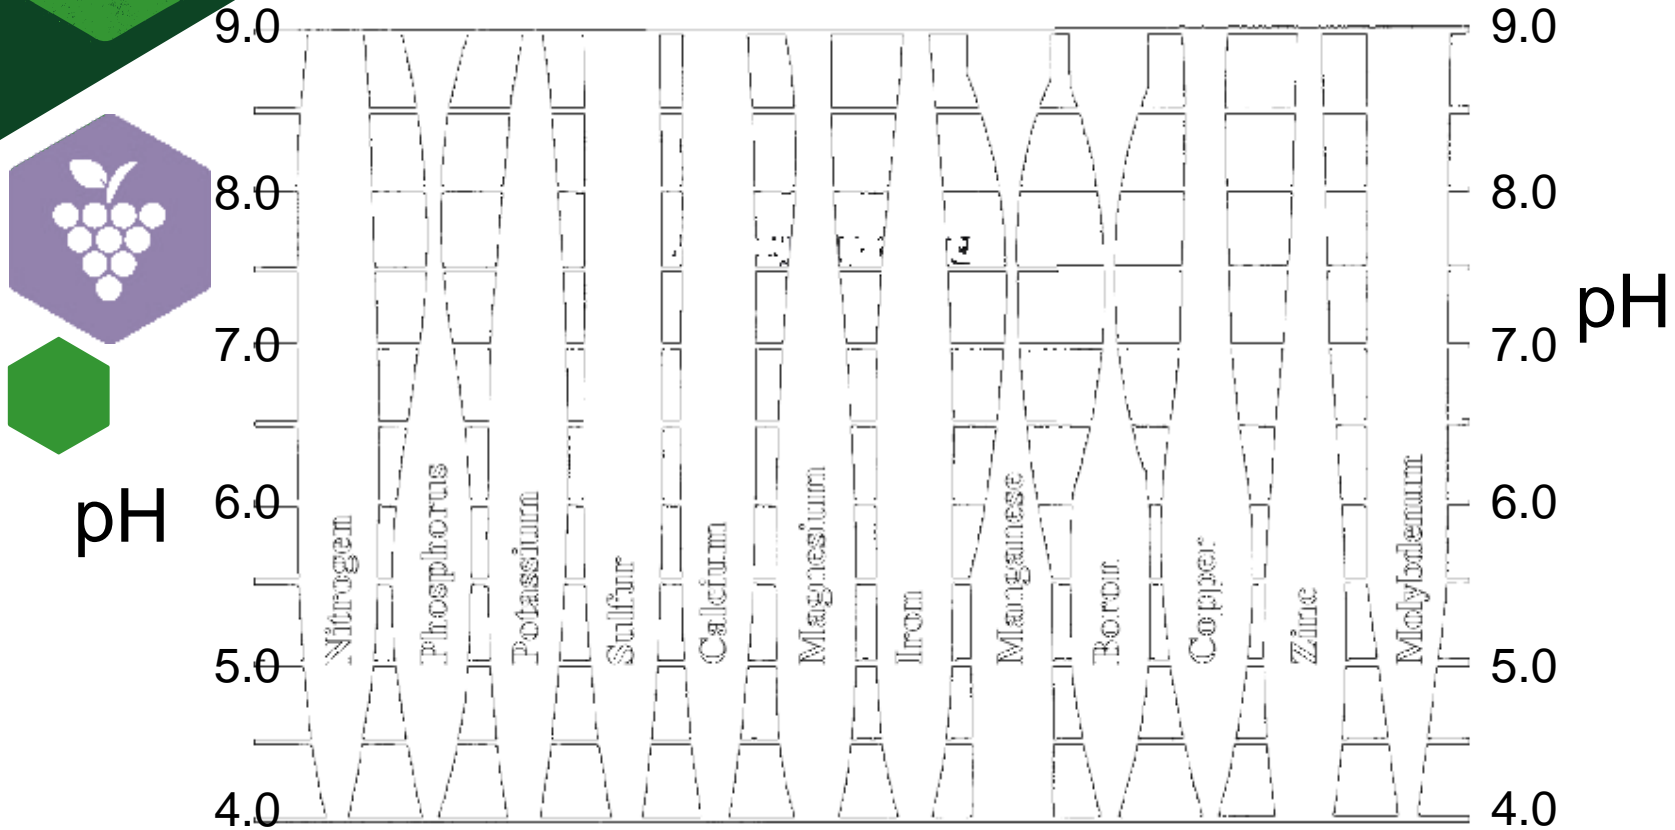 9.0 9.0
8.0 8.0
pH
7.0 7.0
pH
6.0 6.0
Nitrogen Phosphorus Potassium Sulfur Calcium Magnesium Iron Manganese Boron Copper Zinc Molybdenum
5.0 5.0
4.0 4.0